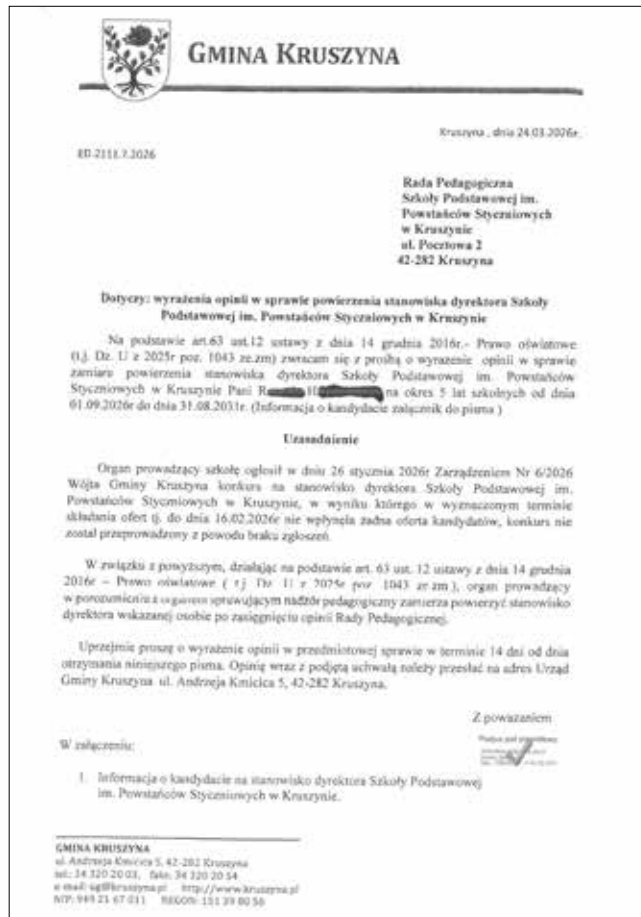 GMINA KRUSZYNA
Kruszyna , dnia 24.03.2026r.
ED.2111.7.2026
Rada Pedagogiczna
Szkoły Podstawowej im.
Powstańców Styczniowych
w Kruszynie
ul. Pocztowa 2
42-282 Kruszyna
Dotyczy: wyrażenia opinii w sprawie powierzenia stanowiska dyrektora Szkoły
Podstawowej im. Powstańców Styczniowych w Kruszynie
Na podstawie art.63 ust.12 ustawy z dnia 14 grudnia 2016r.- Prawo oświatowe
(t.j. Dz. U z 2025r poz. 1043 ze.zm) zwracam się z prośbą o wyrażenie opinii w sprawie
zamiaru powierzenia stanowiska dyrektora Szkoły Podstawowej im. Powstańców
Styczniowych w Kruszynie Pani R H na okres 5 lat szkolnych od dnia
01.09.2026r do dnia 31.08.2031r. (Informacja o kandydacie załącznik do pisma )
Uzasadnienie
Organ prowadzący szkołę ogłosił w dniu 26 stycznia 2026r Zarządzeniem Nr 6/2026
Wójta Gminy Kruszyna konkurs na stanowisko dyrektora Szkoły Podstawowej im.
Powstańców Styczniowych w Kruszynie, w wyniku którego w wyznaczonym terminie
składania ofert tj. do dnia 16.02.2026r nie wpłynęła żadna oferta kandydatów, konkurs nie
został przeprowadzony z powodu braku zgłoszeń.
W związku z powyższym, działając na podstawie art. 63 ust. 12 ustawy z dnia 14 grudnia
2016r – Prawo oświatowe ( t.j. Dz. U z 2025r poz. 1043 ze.zm ), organ prowadzący
w porozumieniu z organem sprawującym nadzór pedagogiczny zamierza powierzyć stanowisko
dyrektora wskazanej osobie po zasięgnięciu opinii Rady Pedagogicznej.
Uprzejmie proszę o wyrażenie opinii w przedmiotowej sprawie w terminie 14 dni od dnia
otrzymania niniejszego pisma. Opinię wraz z podjętą uchwałą należy przesłać na adres Urząd
Gminy Kruszyna ul. Andrzeja Kmicica 5, 42-282 Kruszyna.
Z poważaniem
W załączeniu:
1. Informacja o kandydacie na stanowisko dyrektora Szkoły Podstawowej
im. Powstańców Styczniowych w Kruszynie.
GMINA KRUSZYNA
ul. Andrzeja Kmicica 5, 42-282 Kruszyna
tel.: 34 320 20 03, faks: 34 320 20 54
e-mail: ug@kruszyna.pl http://www.kruszyna.pl
NIP: 949 21 67 011 REGON: 151 39 80 56